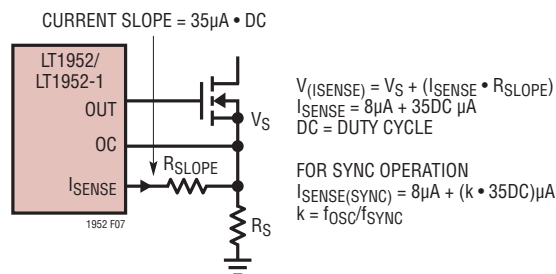 CURRENT SLOPE = 35µA • DC
LT1952/
LT1952-1
OUT
OC
ISENSE
VS
RSLOPE
RS
1952 F07
V(ISENSE) = VS + (ISENSE • RSLOPE)
ISENSE = 8µA + 35DC µA
DC = DUTY CYCLE
FOR SYNC OPERATION
ISENSE(SYNC) = 8µA + (k • 35DC)µA
k = fOSC/fSYNC